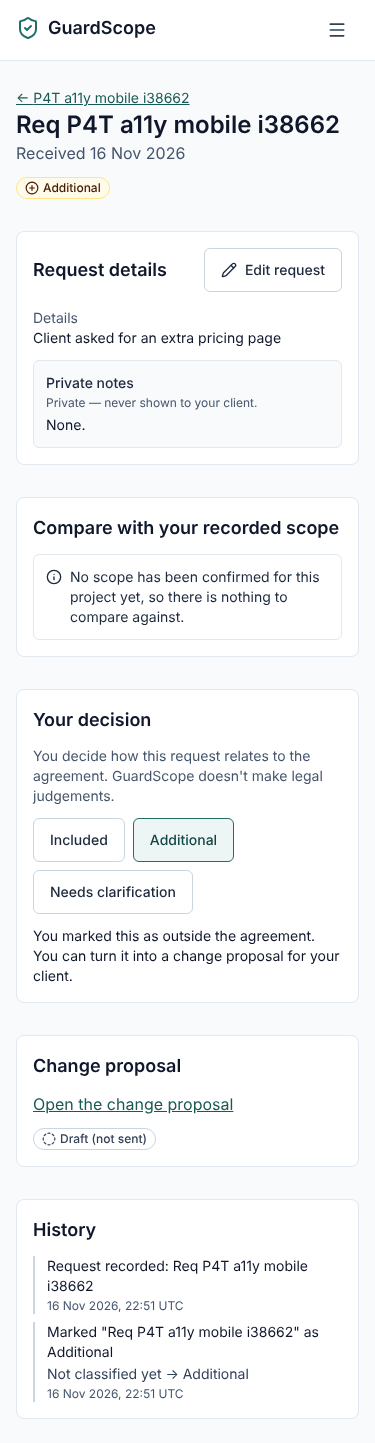 GuardScope
← P4T a11y mobile i38662
Req P4T a11y mobile i38662
Received 16 Nov 2026
Additional
Request details
Edit request
Details
Client asked for an extra pricing page
Private notes
Private — never shown to your client.
None.
Compare with your recorded scope
No scope has been confirmed for this
project yet, so there is nothing to
compare against.
Your decision
You decide how this request relates to the
agreement. GuardScope doesn't make legal
judgements.
Included
Additional
Needs clarification
You marked this as outside the agreement.
You can turn it into a change proposal for your
client.
Change proposal
Open the change proposal
Draft (not sent)
History
Request recorded: Req P4T a11y mobile
i38662
16 Nov 2026, 22:51 UTC
Marked "Req P4T a11y mobile i38662" as
Additional
Not classified yet → Additional
16 Nov 2026, 22:51 UTC